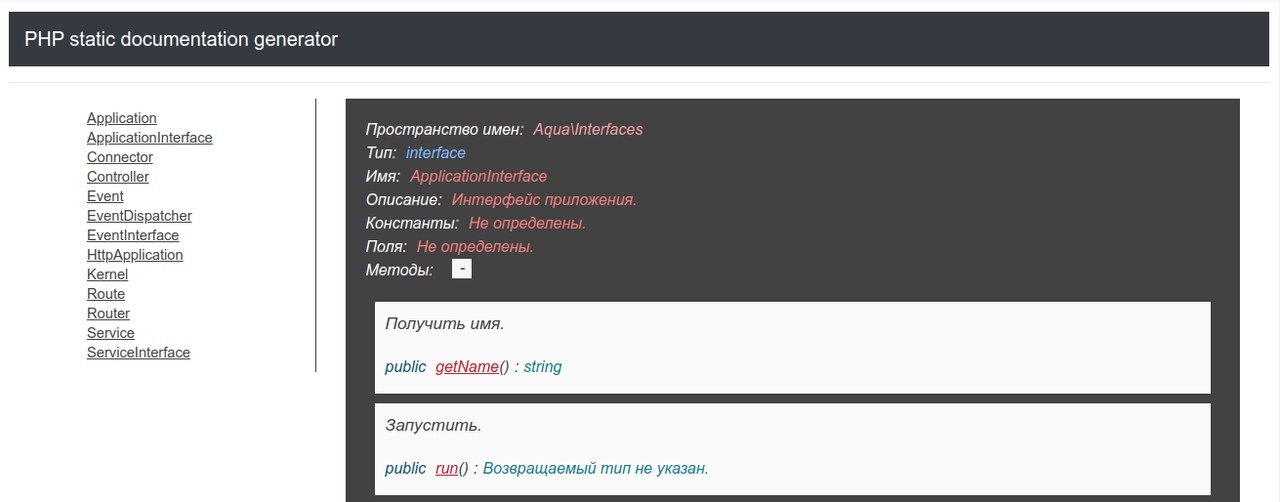 PHP static documentation generator
Application
ApplicationInterface
Connector
Controller
Event
EventDispatcher
EventInterface
HttpApplication
Kernel
Route
Router
Service
ServiceInterface
Пространство имен: Aqua\Interfaces
Тип: interface
Имя: ApplicationInterface
Описание: Интерфейс приложения.
Константы: Не определены.
Поля: Не определены.
Методы: -
Получить имя.
public getName() : string
Запустить.
public run() : Возвращаемый тип не указан.